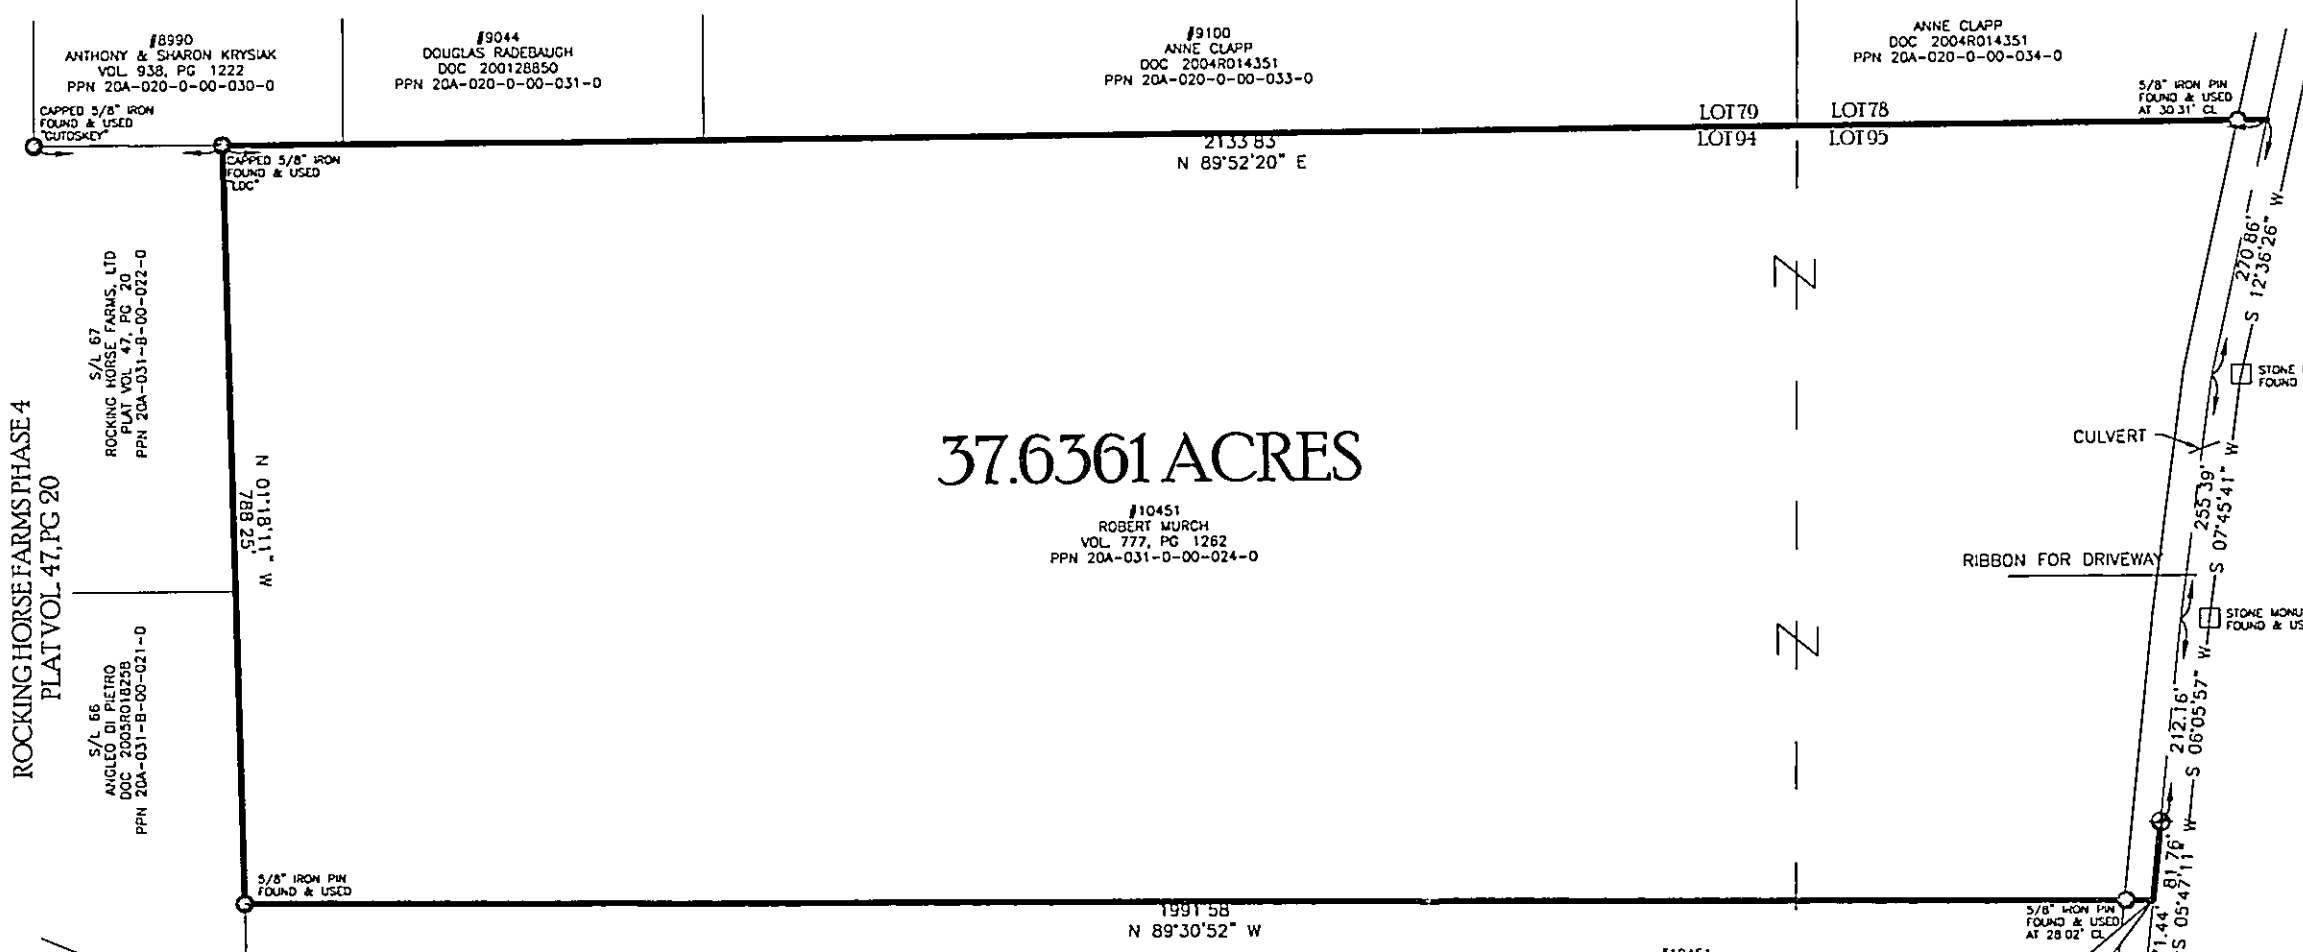 #8990
ANTHONY & SHARON KRYSIAK
VOL 938, PG 1222
PPN 20A-020-0-00-030-0
#9044
DOUGLAS RADEBAUGH
DOC 200128850
PPN 20A-020-0-00-031-0
#9100
ANNE CLAPP
DOC 2004R014351
PPN 20A-020-0-00-033-0
ANNE CLAPP
DOC 2004R014351
PPN 20A-020-0-00-034-0
CAPPED 5/8" IRON
FOUND & USED
"GUTOSKEY"
5/8" IRON PIN
FOUND & USED
AT 30.31' CL
LOT79
LOT78
LOT94
LOT95
CAPPED 5/8" IRON
FOUND & USED
"LDC"
2133 83
N 89°52'20" E
S/L 67
ROCKING HORSE FARMS, LTD
PLAT VOL 47, PG 20
PPN 20A-031-B-00-022-0
ROCKING HORSE FARMS PHASE 4
PLAT VOL. 47, PG 20
N 01°18'11" W
788 25'
37.6361 ACRES
#10451
ROBERT MURCH
VOL 777, PG 1262
PPN 20A-031-0-00-024-0
Z
Z
270 86'
S 12°36'26" W
STONE
FOUND
CULVERT
255 39'
S 07°45'41" W
RIBBON FOR DRIVEWAY
STONE MONU
FOUND & US
S/L 66
ANGLEO DI PIETRO
DOC 2005R018258
PPN 20A-031-B-00-021-0
212.16'
S 06°05'57" W
81.76'
S 05°47'11" W
1.44'
5/8" IRON PIN
FOUND & USED
5/8" IRON PIN
FOUND & USED
AT 28 02' CL
1991 58
N 89°30'52" W